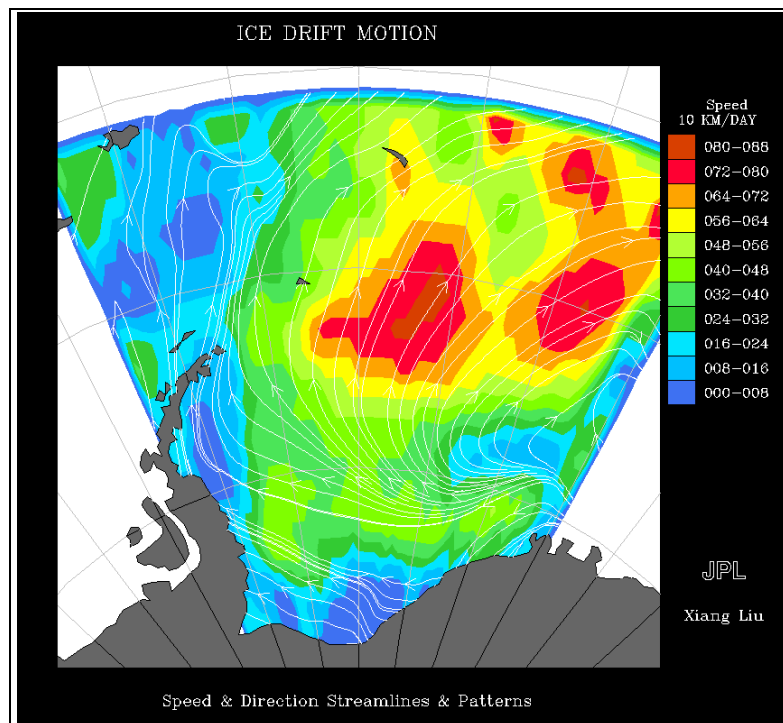 ICE DRIFT MOTION
Speed
10 KM/DAY
080-088
072-080
064-072
056-064
048-056
040-048
032-040
024-032
016-024
008-016
000-008
JPL
Xiang Liu
Speed & Direction Streamlines & Patterns